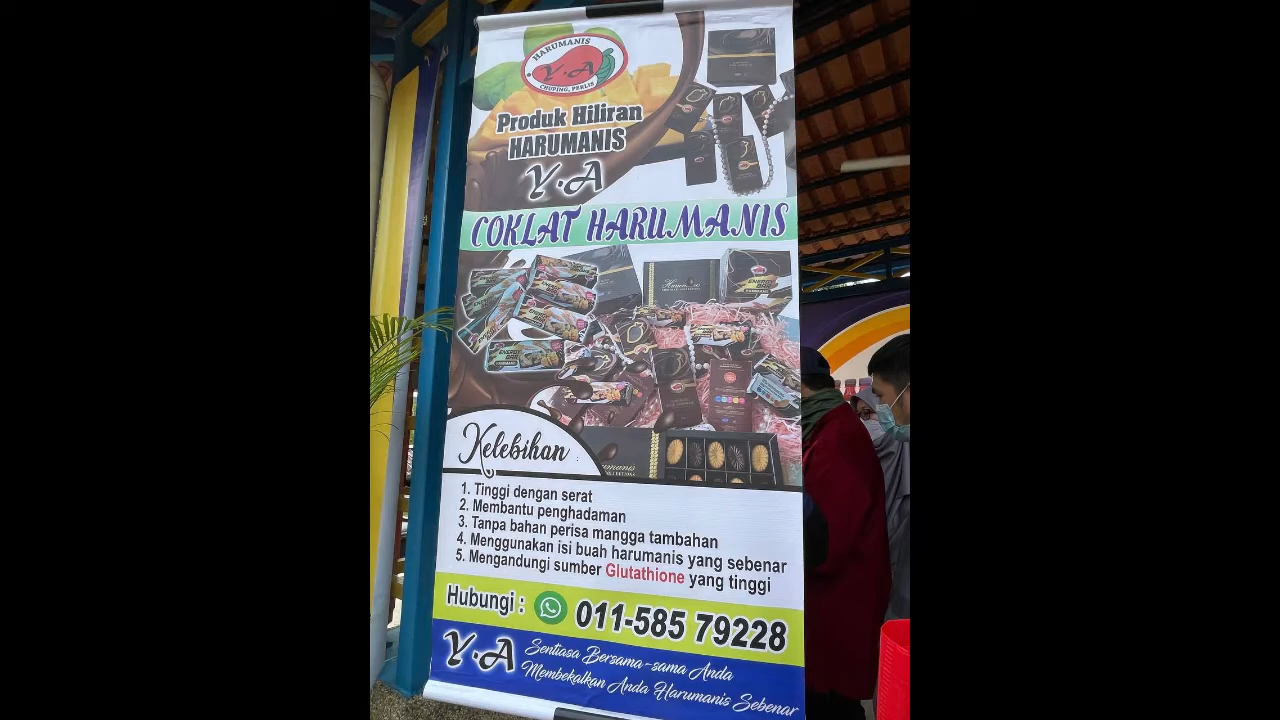 HARUMANIS
Y.A
CHUPING, PERLIS
Produk Hiliran
HARUMANIS
Y.A
COKLAT HARUMANIS
Kelebihan :
1. Tinggi dengan serat
2. Membantu penghadaman
3. Tanpa bahan perisa mangga tambahan
4. Menggunakan isi buah harumanis yang sebenar
5. Mengandungi sumber Glutathione yang tinggi
Hubungi : 011-585 79228
Y.A
Sentiasa Bersama-sama Anda
Membekalkan Anda Harumanis Sebenar